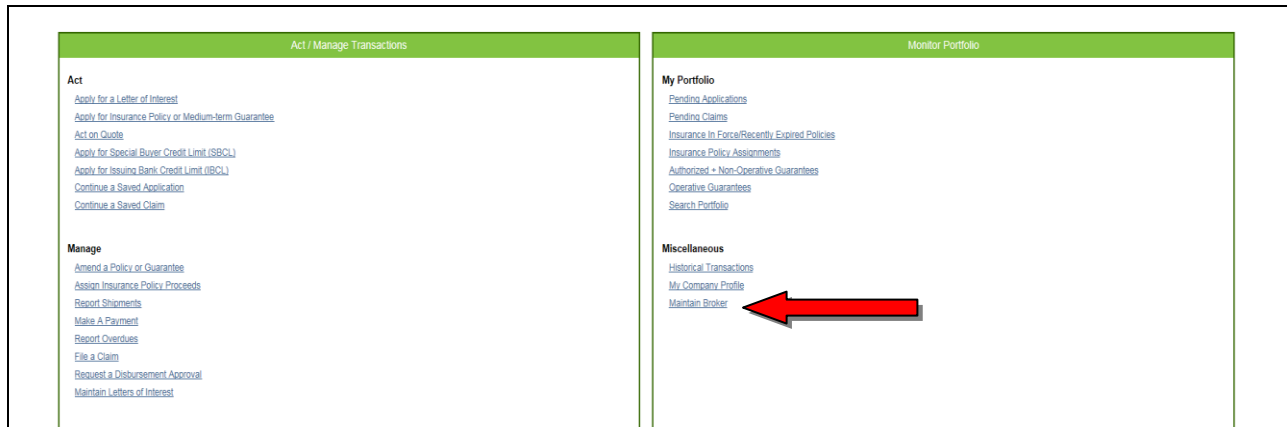 Act / Manage Transactions
Act
Apply for a Letter of Interest
Apply for Insurance Policy or Medium-term Guarantee
Act on Quote
Apply for Special Buyer Credit Limit (SBCL)
Apply for Issuing Bank Credit Limit (IBCL)
Continue a Saved Application
Continue a Saved Claim
Manage
Amend a Policy or Guarantee
Assign Insurance Policy Proceeds
Report Shipments
Make A Payment
Report Overdues
File a Claim
Request a Disbursement Approval
Maintain Letters of Interest
Monitor Portfolio
My Portfolio
Pending Applications
Pending Claims
Insurance In Force/Recently Expired Policies
Insurance Policy Assignments
Authorized + Non-Operative Guarantees
Operative Guarantees
Search Portfolio
Miscellaneous
Historical Transactions
My Company Profile
Maintain Broker